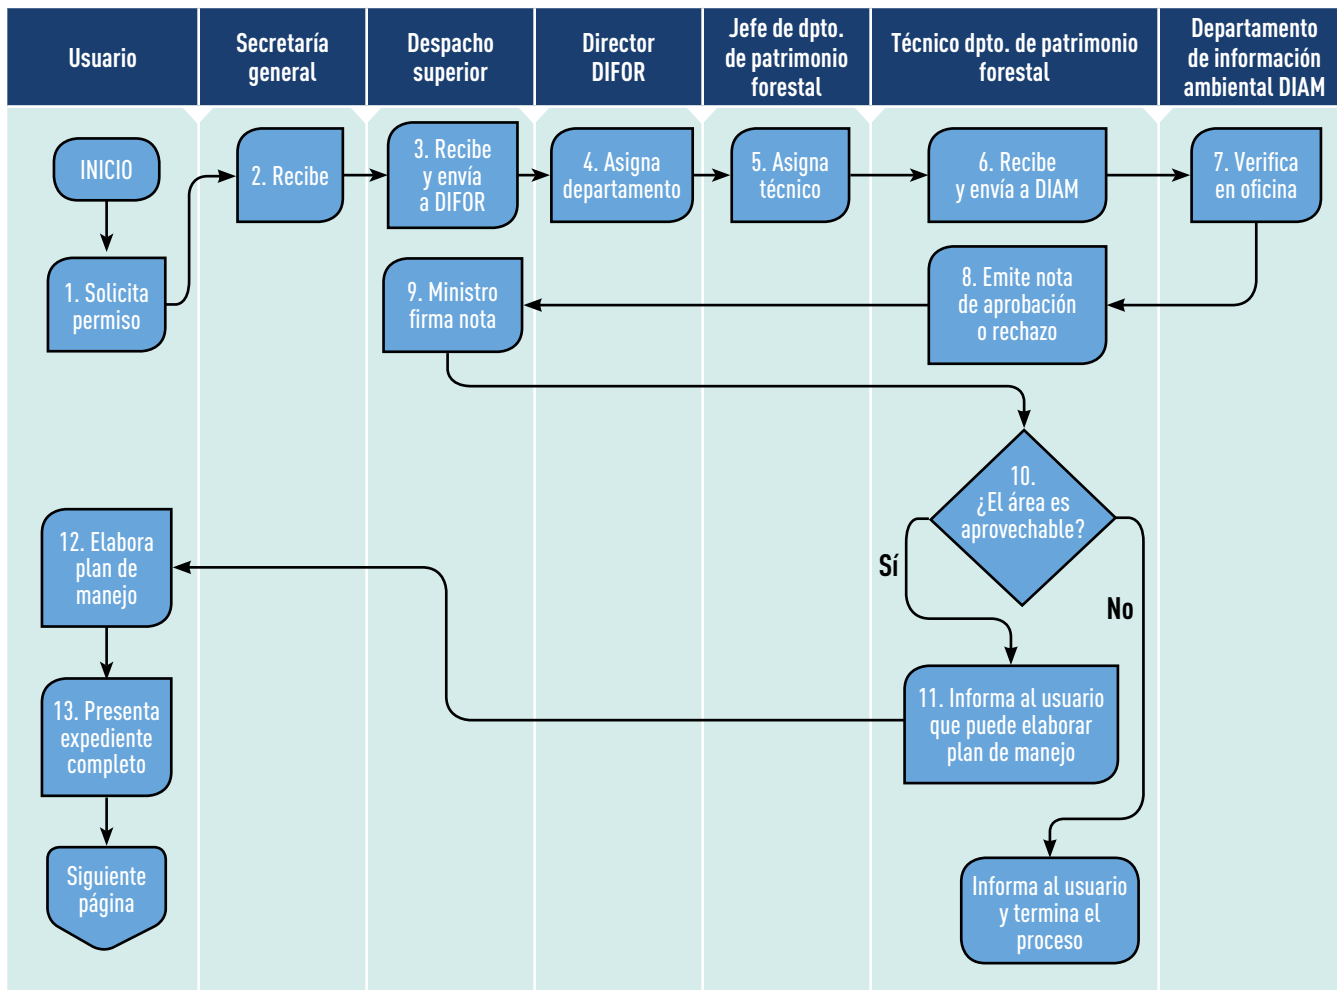 Usuario
Secretaría
general
Despacho
superior
Director
DIFOR
Jefe de dpto.
de patrimonio
forestal
Técnico dpto. de patrimonio
forestal
Departamento
de información
ambiental DIAM
INICIO
1. Solicita
permiso
2. Recibe
3. Recibe
y envía
a DIFOR
4. Asigna
departamento
5. Asigna
técnico
6. Recibe
y envía a DIAM
7. Verifica
en oficina
8. Emite nota
de aprobación
o rechazo
9. Ministro
firma nota
10.
¿El área es
aprovechable?
Sí
No
11. Informa al usuario
que puede elaborar
plan de manejo
12. Elabora
plan de
manejo
13. Presenta
expediente
completo
Siguiente
página
Informa al usuario
y termina el
proceso